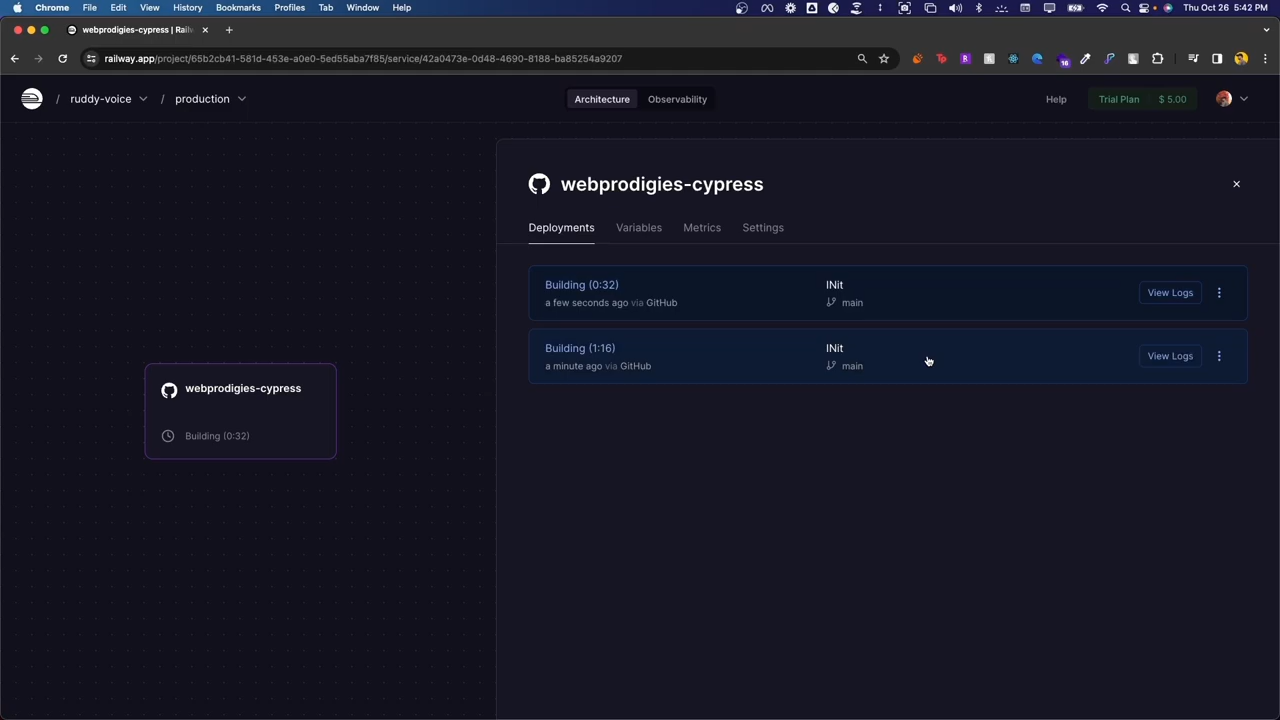 Chrome File Edit View History Bookmarks Profiles Tab Window Help Thu Oct 26 5:42 PM
webprodigies-cypress | Rail
railway.app/project/65b2cb41-581d-453e-a0e0-5ed55aba7f85/service/42a0473e-0d48-4690-8188-ba85254a9207
16
/ ruddy-voice / production
Architecture Observability
Help Trial Plan $ 5.00
webprodigies-cypress
Deployments Variables Metrics Settings
Building (0:32) INit
a few seconds ago via GitHub main
View Logs
Building (1:16) INit
a minute ago via GitHub main
View Logs
webprodigies-cypress
Building (0:32)